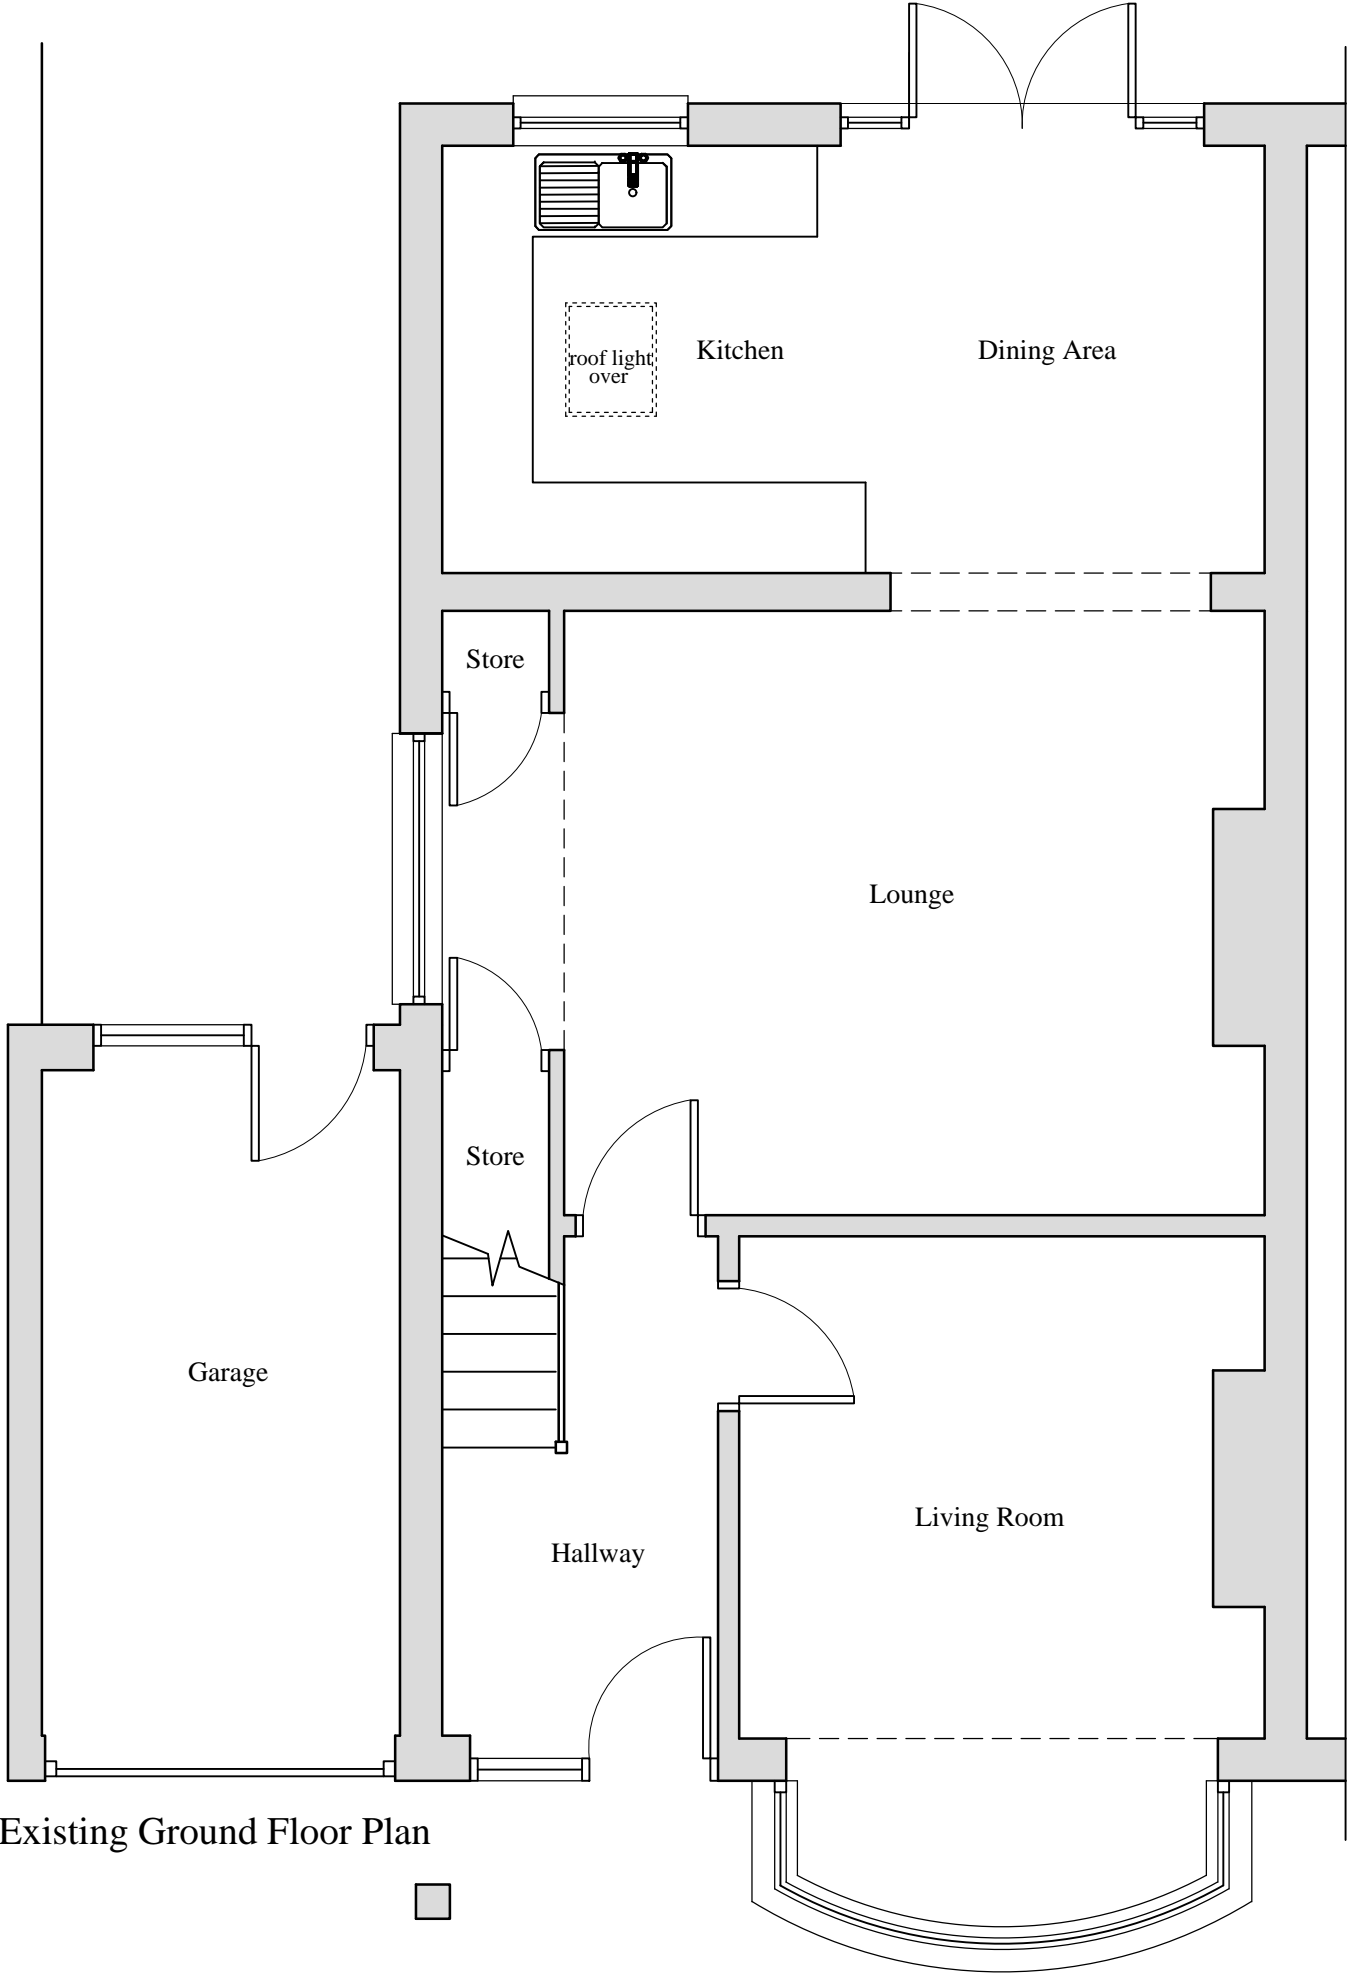 roof light
over
Kitchen
Dining Area
Store
Lounge
Store
Garage
Living Room
Hallway
Existing Ground Floor Plan